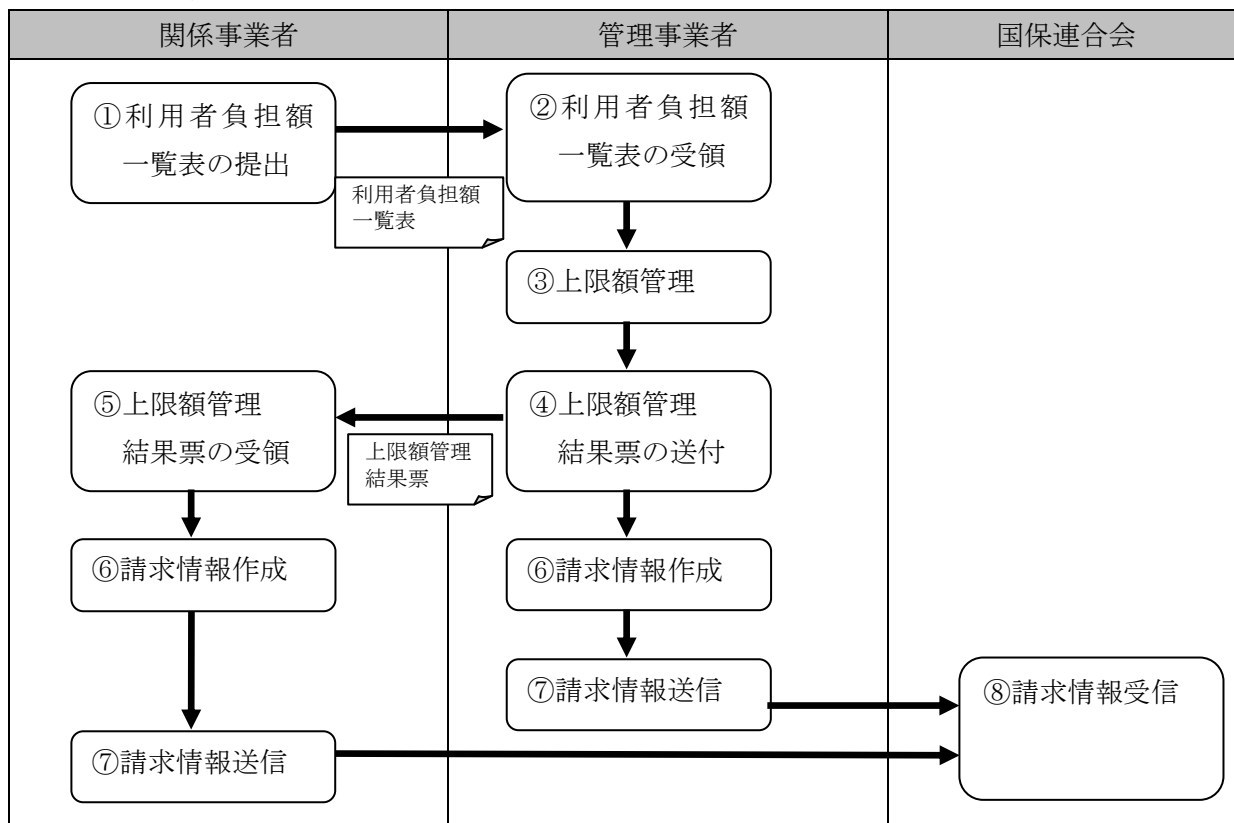 関係事業者
管理事業者
国保連合会
①利用者負担額
一覧表の提出
②利用者負担額
一覧表の受領
利用者負担額
一覧表
③上限額管理
⑤上限額管理
結果票の受領
④上限額管理
結果票の送付
上限額管理
結果票
⑥請求情報作成
⑥請求情報作成
⑦請求情報送信
⑧請求情報受信
⑦請求情報送信